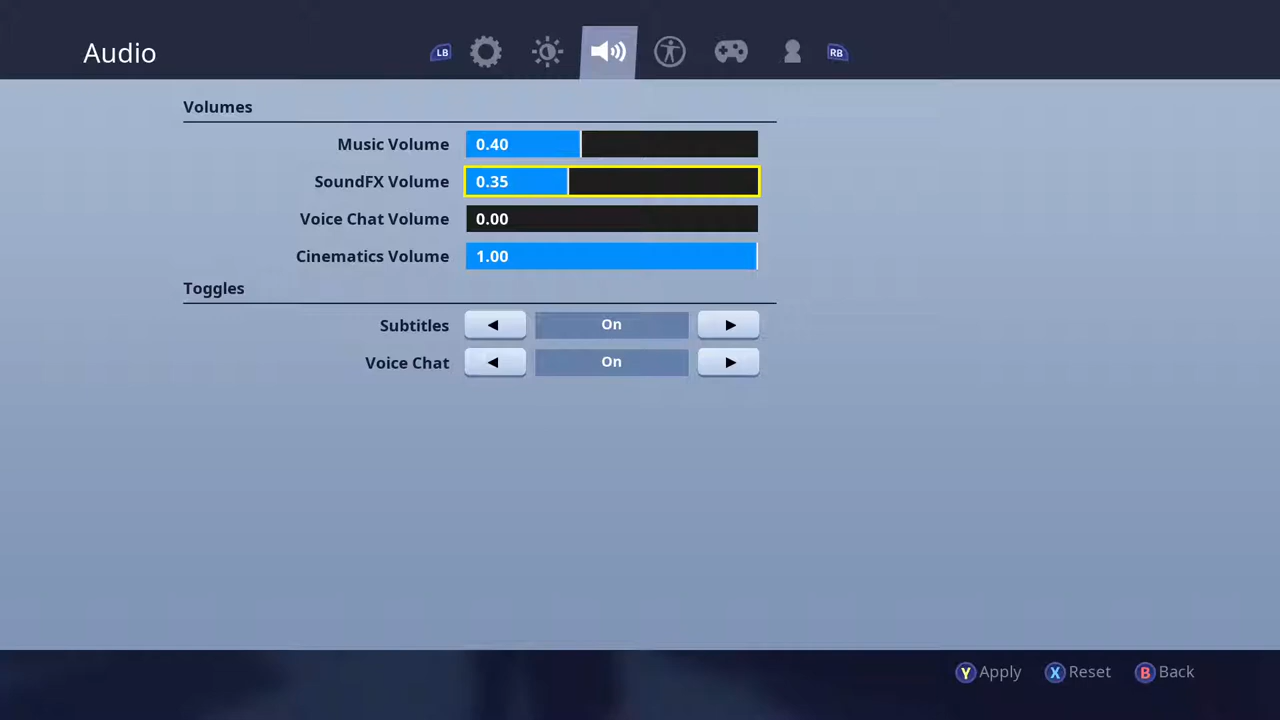 Audio
LB
RB
Volumes
Music Volume 0.40
SoundFX Volume 0.35
Voice Chat Volume 0.00
Cinematics Volume 1.00
Toggles
Subtitles On
Voice Chat On
Y Apply X Reset B Back